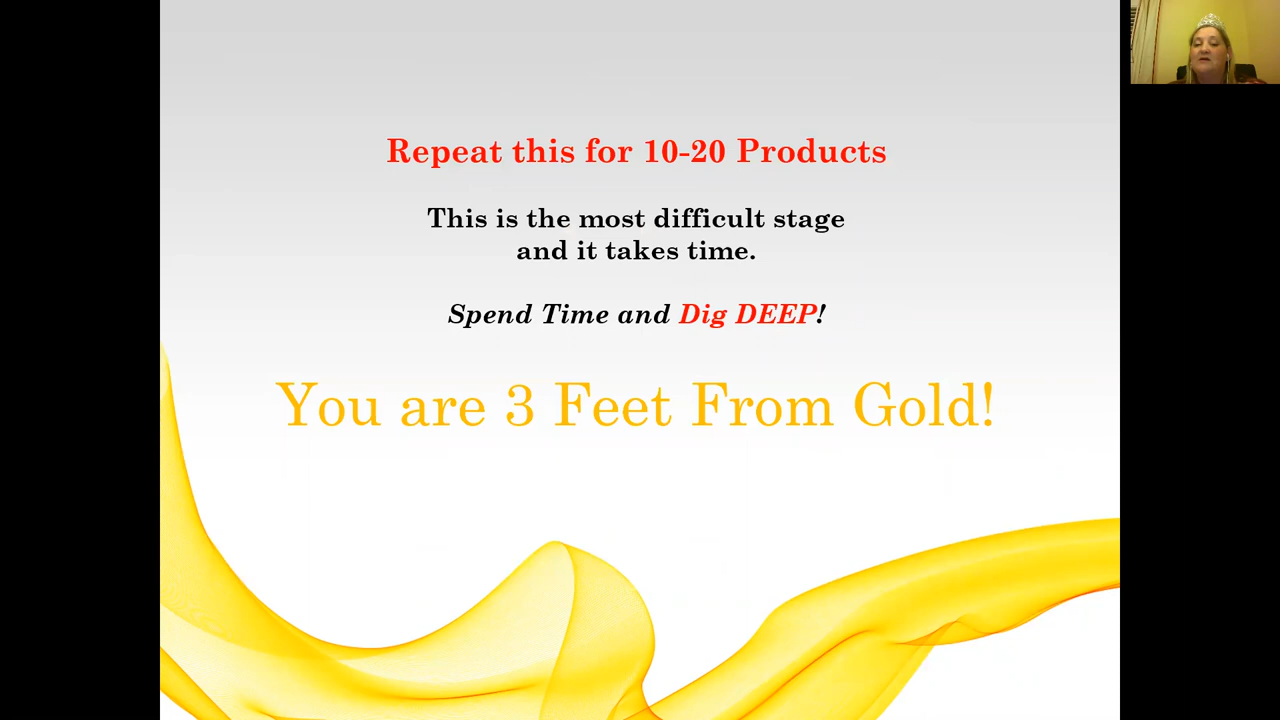 Repeat this for 10-20 Products
This is the most difficult stage
and it takes time.
Spend Time and Dig DEEP!
You are 3 Feet From Gold!